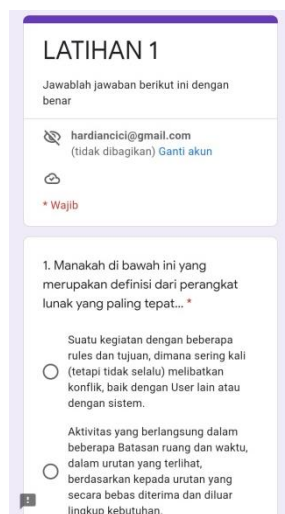 LATIHAN 1
Jawablah jawaban berikut ini dengan
benar
hardiancici@gmail.com
(tidak dibagikan) Ganti akun
* Wajib
1. Manakah di bawah ini yang
merupakan definisi dari perangkat
lunak yang paling tepat... *
Suatu kegiatan dengan beberapa
rules dan tujuan, dimana sering kali
(tetapi tidak selalu) melibatkan
konflik, baik dengan User lain atau
dengan sistem.
Aktivitas yang berlangsung dalam
beberapa Batasan ruang dan waktu,
dalam urutan yang terlihat,
berdasarkan kepada urutan yang
secara bebas diterima dan diluar
lingkup kebutuhan.